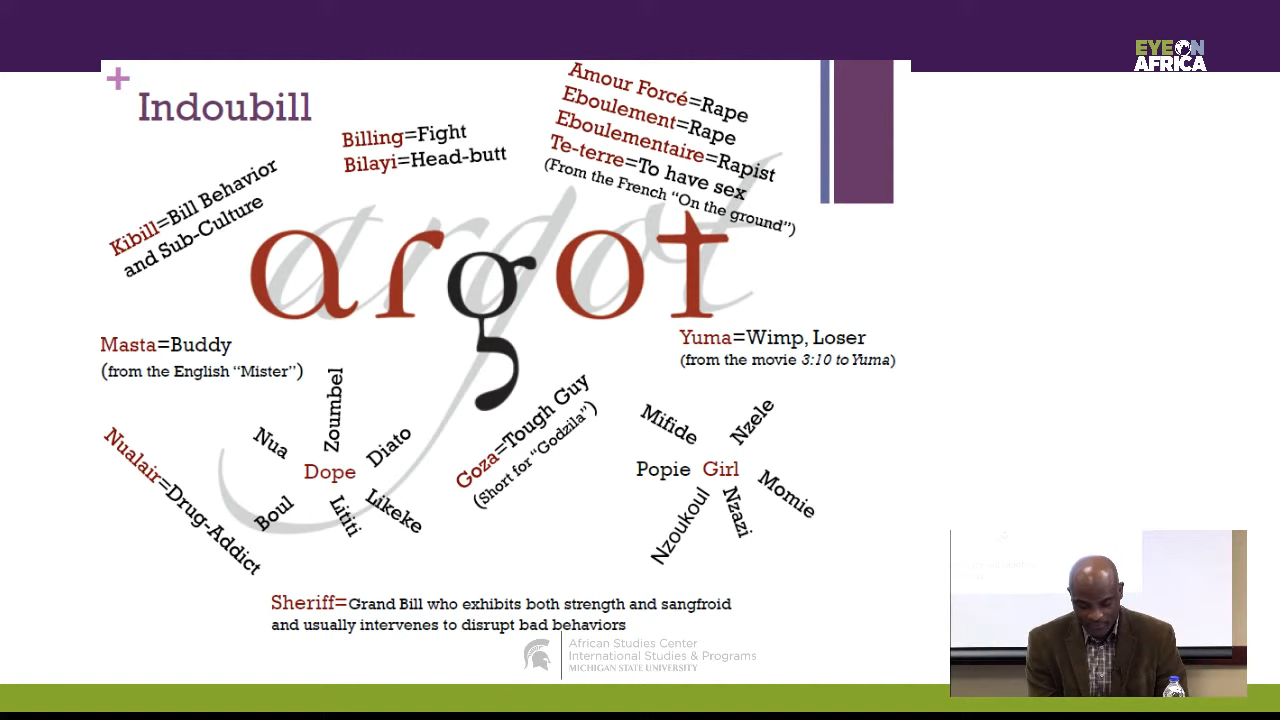 EYE ON
AFRICA
+
Indoubill
Billing=Fight
Bilayi=Head-butt
Amour Forcé=Rape
Eboulement=Rape
Eboulementaire=Rapist
Te-terre=To have sex
(From the French “On the ground”)
Kibill=Bill Behavior
and Sub-Culture
argot
argot
Masta=Buddy
(from the English “Mister”)
Yuma=Wimp, Loser
(from the movie 3:10 to Yuma)
Nualair=Drug-Addict
Nua
Zoumbel
Diato
Dope
Boul
Lititi
Likeke
Goza=Tough Guy
(Short for “Godzila”)
Mifide
Nzele
Popie Girl
Momie
Nzoukoul
Nzazi
Sheriff=Grand Bill who exhibits both strength and sangfroid
and usually intervenes to disrupt bad behaviors
African Studies Center
International Studies & Programs
MICHIGAN STATE UNIVERSITY